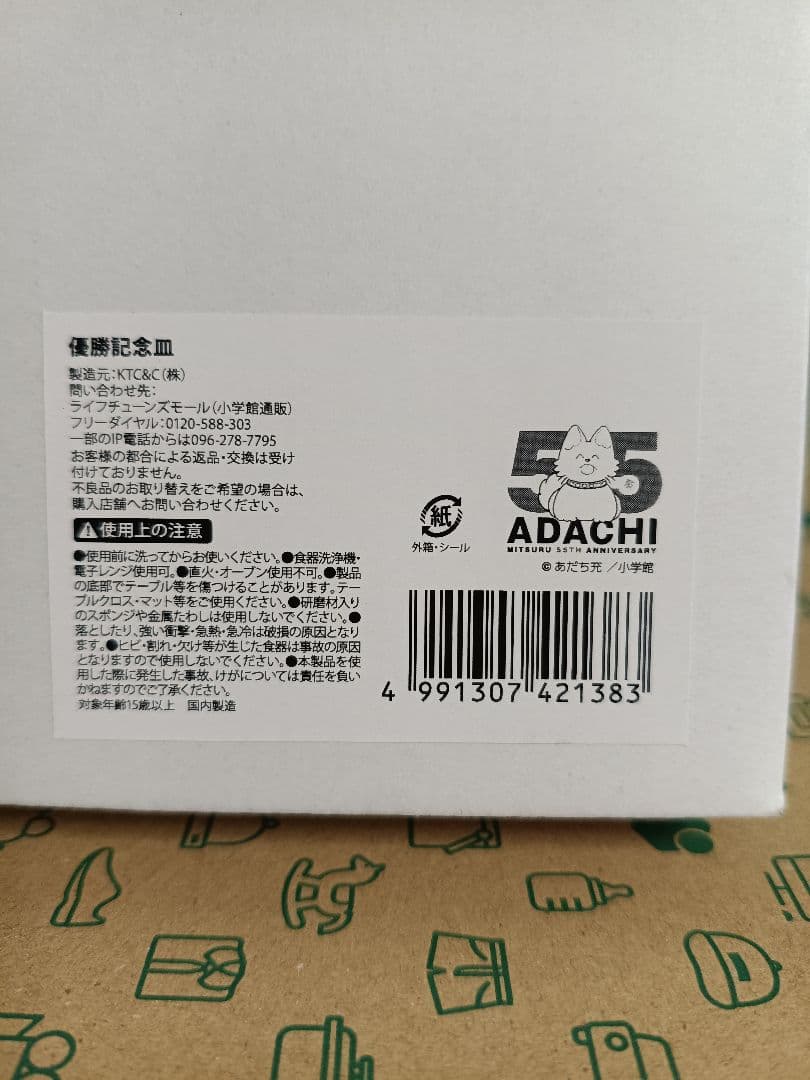 優勝記念皿
製造元:KTC&C(株)
問い合わせ先:
ライフチューンズモール(小学館通販)
フリーダイヤル:0120-588-303
一部のIP電話からは096-278-7795
お客様の都合による返品・交換は受け
付けておりません。
不良品のお取り替えをご希望の場合は、
購入店舗へお問い合わせください。
使用上の注意
●使用前に洗ってからお使いください。●食器洗浄機・
電子レンジ使用可。●直火・オーブン使用不可。●製品
の底部でテーブル等を傷つけることがあります。テー
ブルクロス・マット等をご使用ください。●研磨材入り
のスポンジや金属たわしは使用しないでください。●
落としたり、強い衝撃・急熱・急冷は破損の原因となり
ます。●ヒビ・割れ・欠け等が生じた食器は事故の原因
となりますので使用しないでください。●本製品を使
用した際に発生した事故、けがについては責任を負い
かねますのでご了承ください。
対象年齢15歳以上 国内製造
紙
外箱・シール
55
ADACHI
MITSURU 55TH ANNIVERSARY
©あだち充/小学館
4 991307 421383